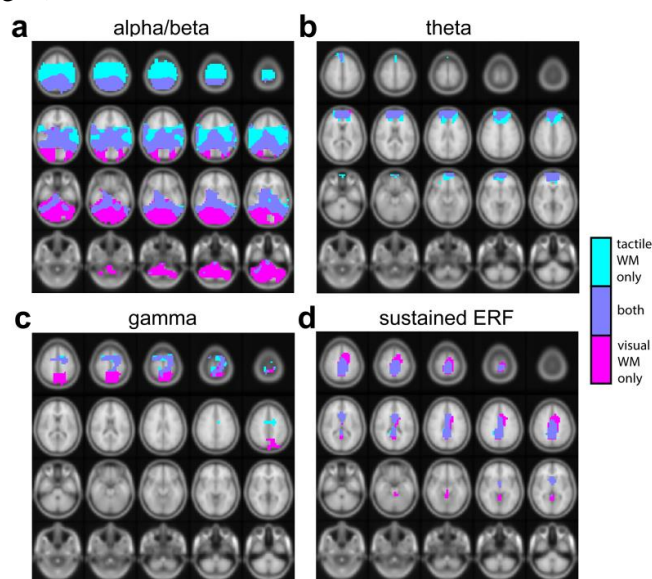 a alpha/beta
b theta
tactile
WM
only
both
visual
WM
only
c gamma
d sustained ERF